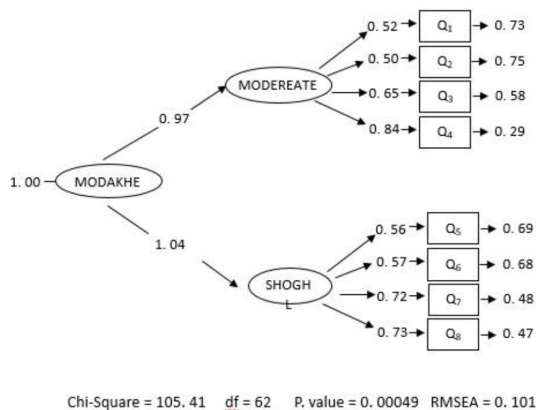 0. 52 Q1 0. 73
0. 50 Q2 0. 75
MODEREATE
0. 65 Q3 0. 58
0. 84 Q4 0. 29
0. 97
1. 00 MODAKHE
1. 04
0. 56 Q5 0. 69
0. 57 Q6 0. 68
SHOGH
L
0. 72 Q7 0. 48
0. 73 Q8 0. 47
Chi-Square = 105. 41 df = 62 P. value = 0. 00049 RMSEA = 0. 101